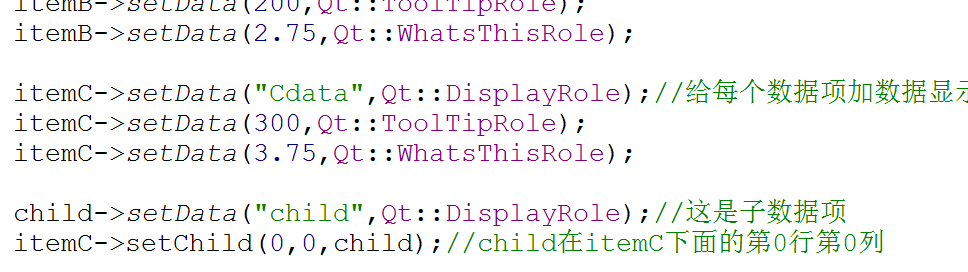 itemB->setData(200,Qt::ToolTipRole);
itemB->setData(2.75,Qt::WhatsThisRole);
itemC->setData("Cdata",Qt::DisplayRole);//给每个数据项加数据显示
itemC->setData(300,Qt::ToolTipRole);
itemC->setData(3.75,Qt::WhatsThisRole);
child->setData("child",Qt::DisplayRole);//这是子数据项
itemC->setChild(0,0,child);//child在itemC下面的第0行第0列